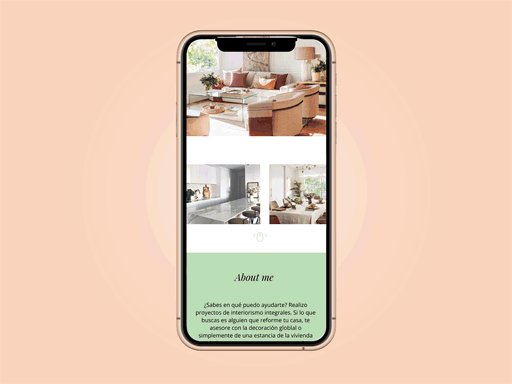 About me
¿Sabes en qué puedo ayudarte? Realizo
proyectos de interiorismo integrales. Si lo que
buscas es alguien que reforme tu casa, te
asesore con la decoración globlal o
simplemente de una estancia de la vivienda